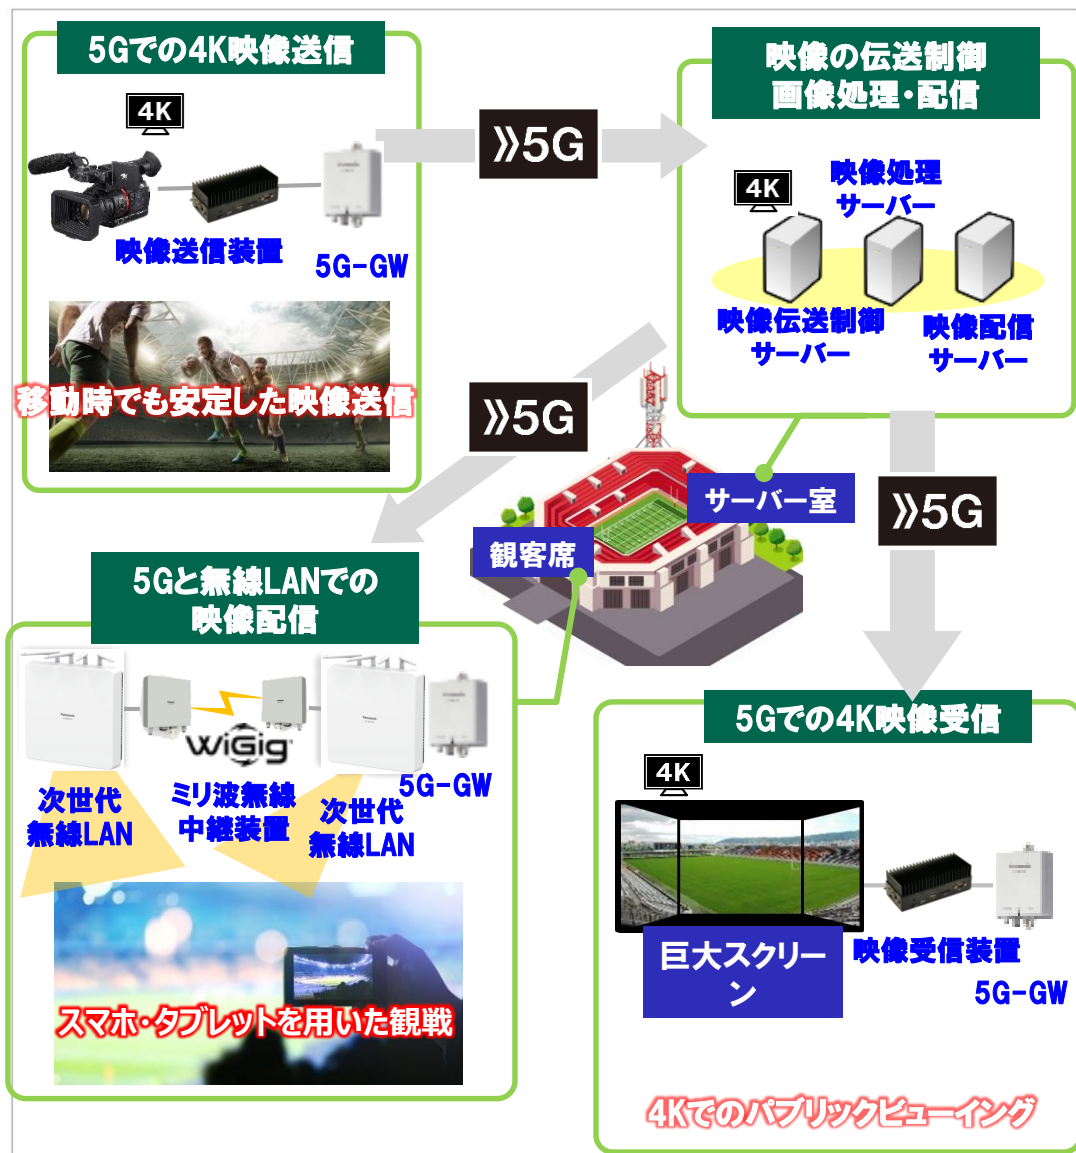 5Gでの4K映像送信
4K
映像送信装置
5G-GW
移動時でも安定した映像送信
》5G
映像の伝送制御
画像処理・配信
4K
映像処理
サーバー
映像伝送制御
サーバー
映像配信
サーバー
》5G
サーバー室
観客席
》5G
5Gと無線LANでの
映像配信
WiGig
5G-GW
次世代
無線LAN
ミリ波無線
中継装置
次世代
無線LAN
スマホ・タブレットを用いた観戦
5Gでの4K映像受信
4K
巨大スクリー
ン
映像受信装置
5G-GW
4Kでのパブリックビューイング